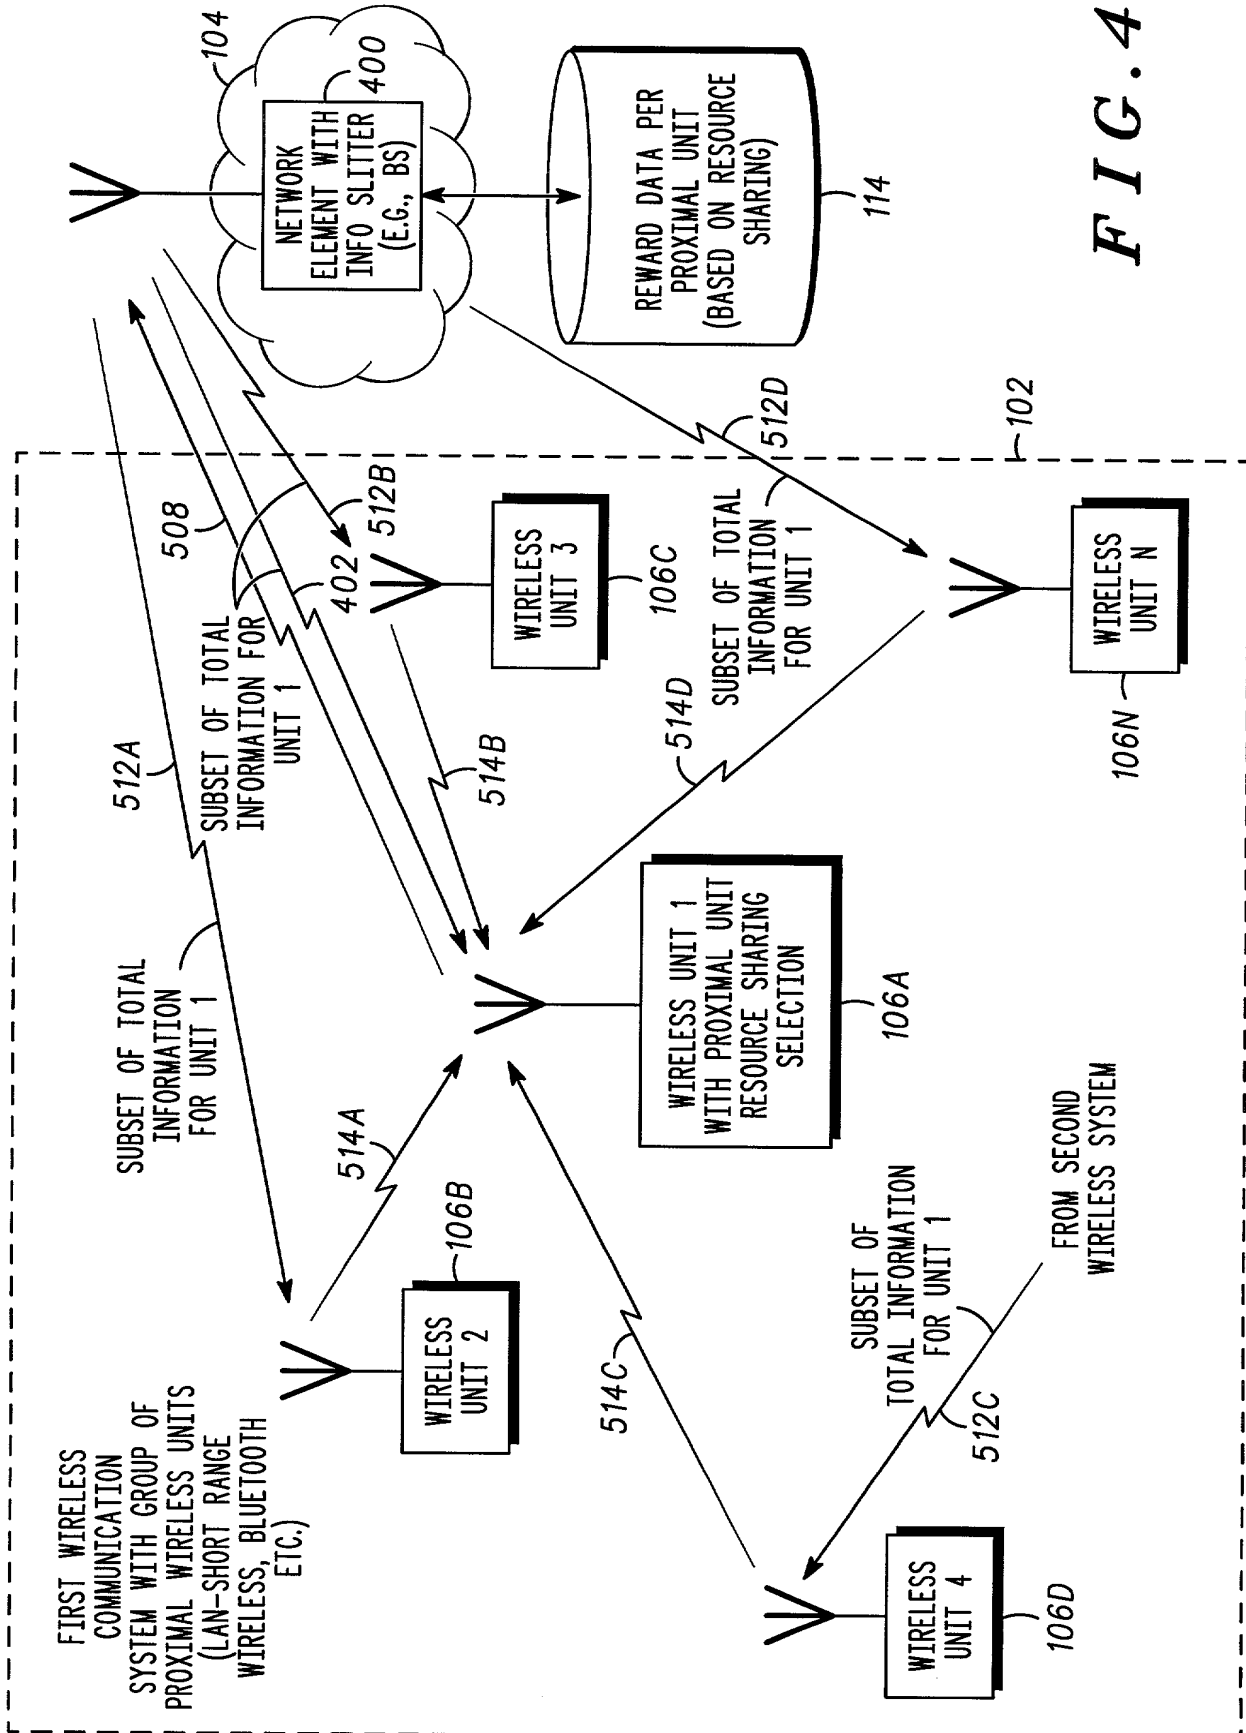 FIRST WIRELESS
COMMUNICATION
SYSTEM WITH GROUP OF
PROXIMAL WIRELESS UNITS
(LAN-SHORT RANGE
WIRELESS, BLUETOOTH
ETC.)
512A
SUBSET OF TOTAL
INFORMATION
FOR UNIT 1
SUBSET OF TOTAL
INFORMATION FOR
UNIT 1
508
402
512B
104
NETWORK
ELEMENT WITH
INFO SLITTER
(E.G., BS)
400
REWARD DATA PER
PROXIMAL UNIT
(BASED ON RESOURCE
SHARING)
114
WIRELESS
UNIT 2
106B
514A
514B
WIRELESS
UNIT 3
106C
512D
102
SUBSET OF TOTAL
INFORMATION
FOR UNIT 1
514D
WIRELESS UNIT 1
WITH PROXIMAL UNIT
RESOURCE SHARING
SELECTION
106A
514C
SUBSET OF
TOTAL INFORMATION
FOR UNIT 1
512C
FROM SECOND
WIRELESS SYSTEM
WIRELESS
UNIT 4
106D
WIRELESS
UNIT N
106N
FIG. 4